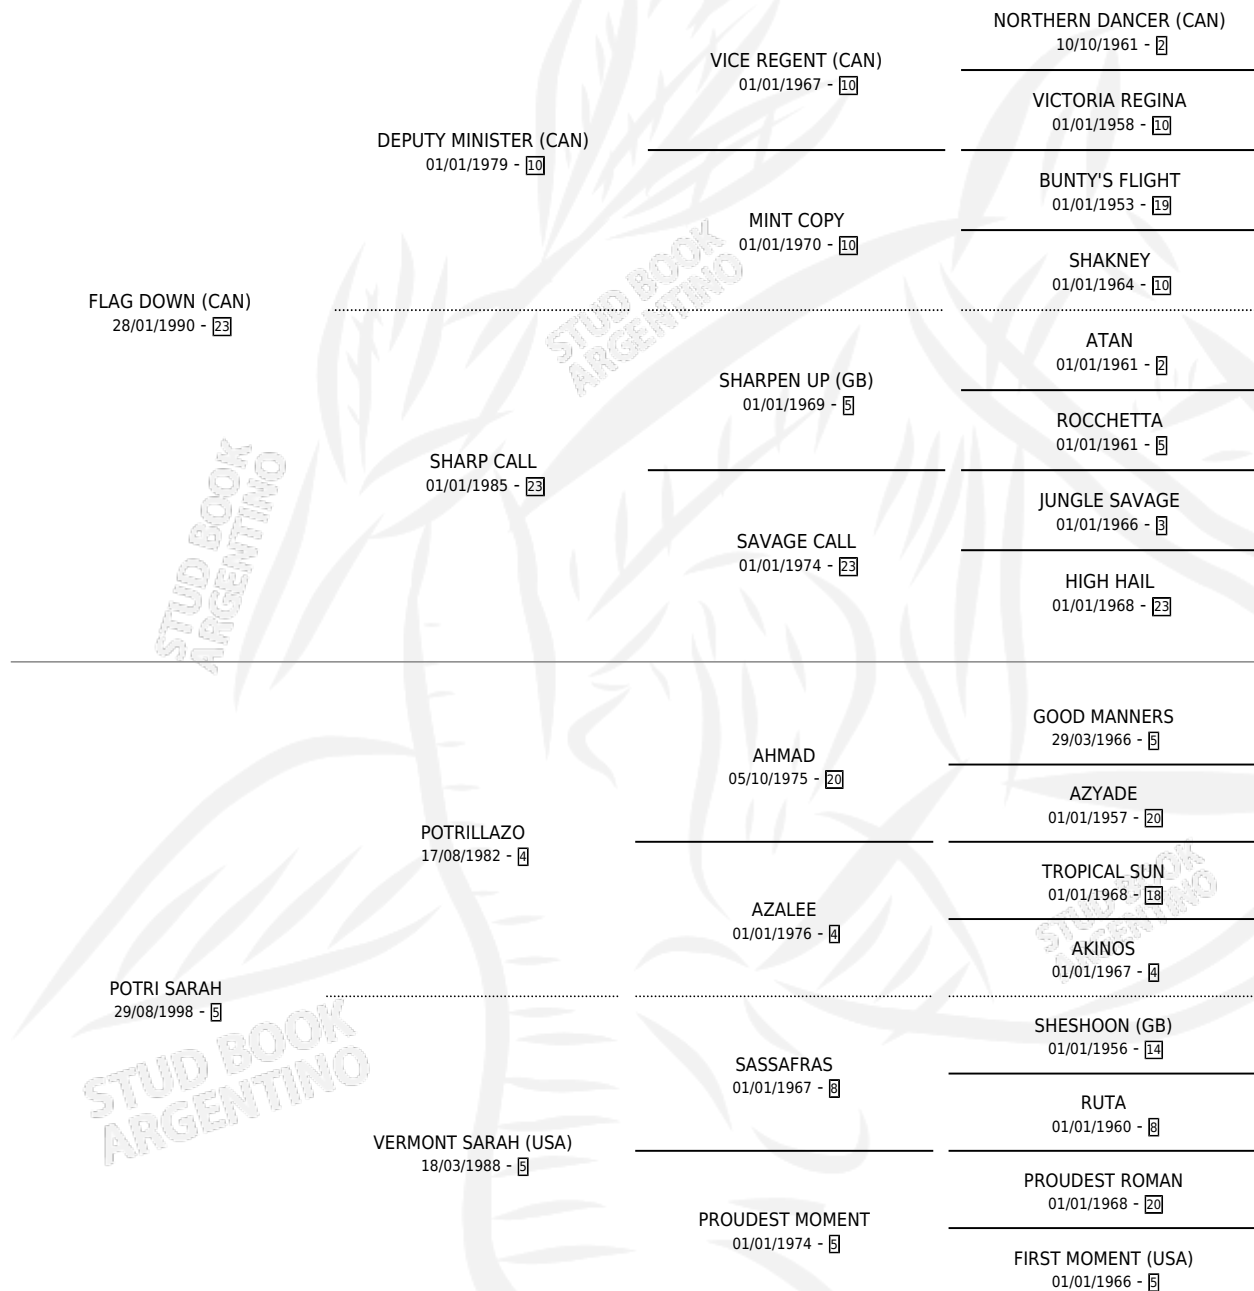 NORTHERN DANCER (CAN)
10/10/1961 - 2
VICE REGENT (CAN)
01/01/1967 - 10
VICTORIA REGINA
01/01/1958 - 10
DEPUTY MINISTER (CAN)
01/01/1979 - 10
BUNTY'S FLIGHT
01/01/1953 - 19
MINT COPY
01/01/1970 - 10
SHAKNEY
01/01/1964 - 10
FLAG DOWN (CAN)
28/01/1990 - 23
ATAN
01/01/1961 - 2
SHARPEN UP (GB)
01/01/1969 - 5
ROCCHETTA
01/01/1961 - 5
SHARP CALL
01/01/1985 - 23
JUNGLE SAVAGE
01/01/1966 - 3
SAVAGE CALL
01/01/1974 - 23
HIGH HAIL
01/01/1968 - 23
GOOD MANNERS
29/03/1966 - 5
AHMAD
05/10/1975 - 20
AZYADE
01/01/1957 - 20
POTRILLAZO
17/08/1982 - 4
TROPICAL SUN
01/01/1968 - 18
AZALEE
01/01/1976 - 4
AKINOS
01/01/1967 - 4
POTRI SARAH
29/08/1998 - 5
SHESHOON (GB)
01/01/1956 - 14
SASSAFRAS
01/01/1967 - 8
RUTA
01/01/1960 - 8
VERMONT SARAH (USA)
18/03/1988 - 5
PROUDEST ROMAN
01/01/1968 - 20
PROUDEST MOMENT
01/01/1974 - 5
FIRST MOMENT (USA)
01/01/1966 - 5
STUD BOOK
ARGENTINO
STUD BOOK
ARGENTINO
STUD BOOK
ARGENTINO
STUD BOOK
ARGENTINO